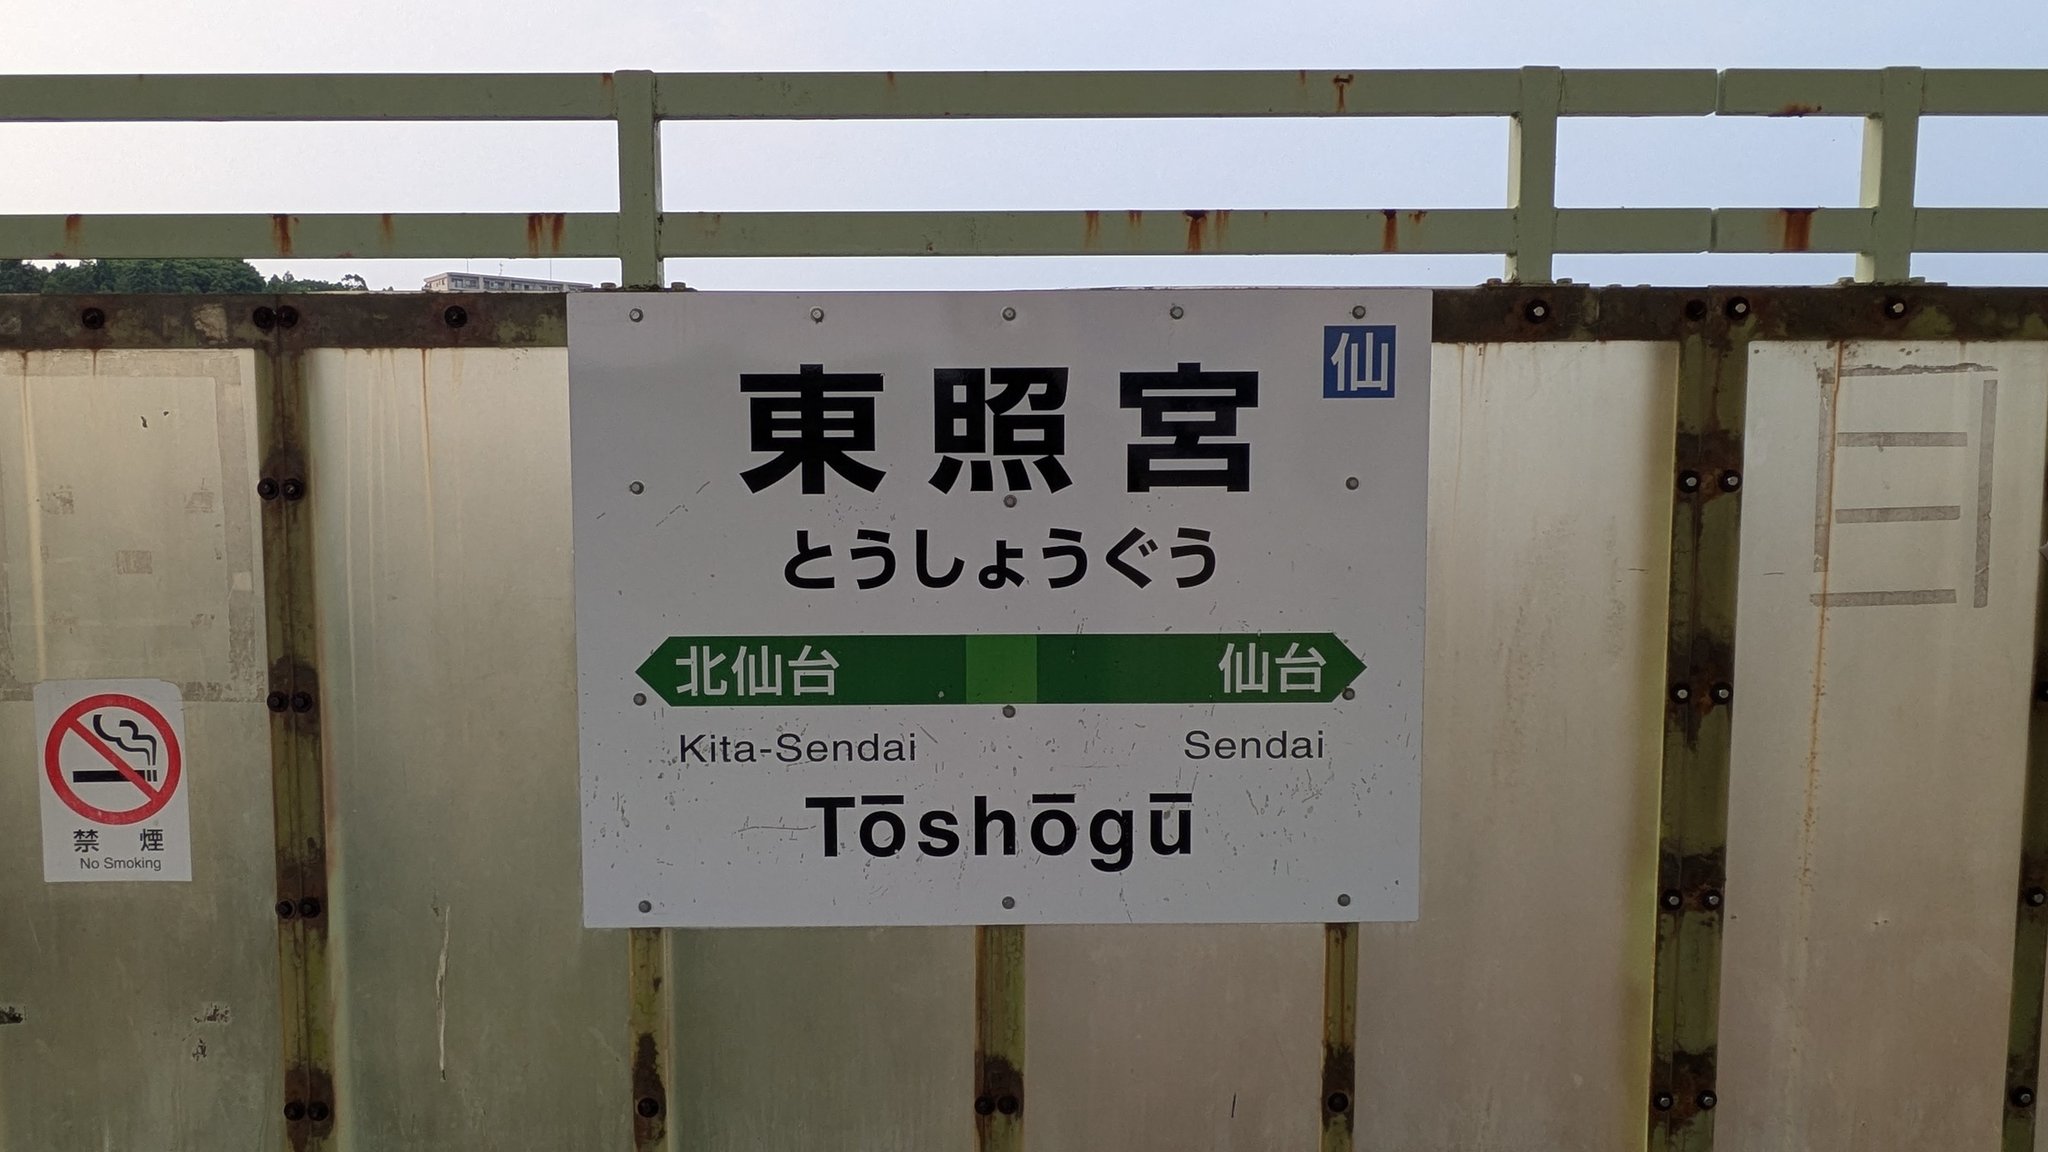 仙
東照宮
とうしょうぐう
北仙台 仙台
Kita-Sendai Sendai
Tōshōgū
禁煙
No Smoking